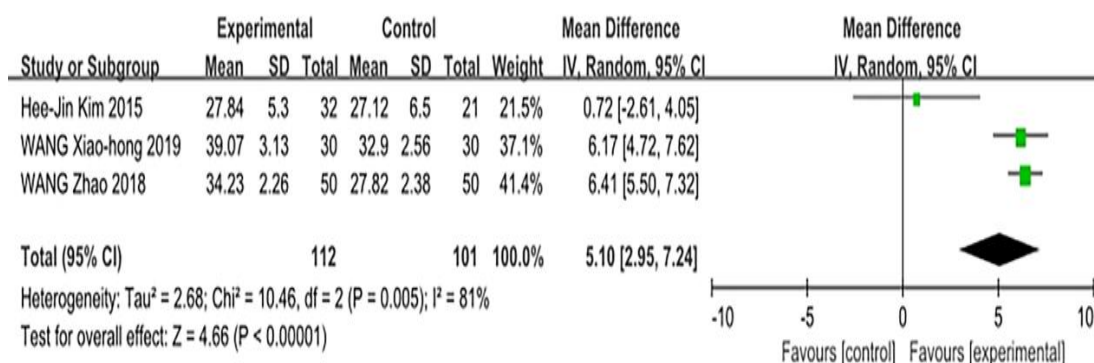 Experimental Control Mean Difference Mean Difference
Study or Subgroup Mean SD Total Mean SD Total Weight IV, Random, 95% CI IV, Random, 95% CI
Hee-Jin Kim 2015 27.84 5.3 32 27.12 6.5 21 21.5% 0.72 [-2.61, 4.05]
WANG Xiao-hong 2019 39.07 3.13 30 32.9 2.56 30 37.1% 6.17 [4.72, 7.62]
WANG Zhao 2018 34.23 2.26 50 27.82 2.38 50 41.4% 6.41 [5.50, 7.32]
Total (95% CI) 112 101 100.0% 5.10 [2.95, 7.24]
Heterogeneity: Tau² = 2.68; Chi² = 10.46, df = 2 (P = 0.005); I² = 81%
Test for overall effect: Z = 4.66 (P < 0.00001)
-10 -5 0 5 10
Favours [control] Favours [experimental]